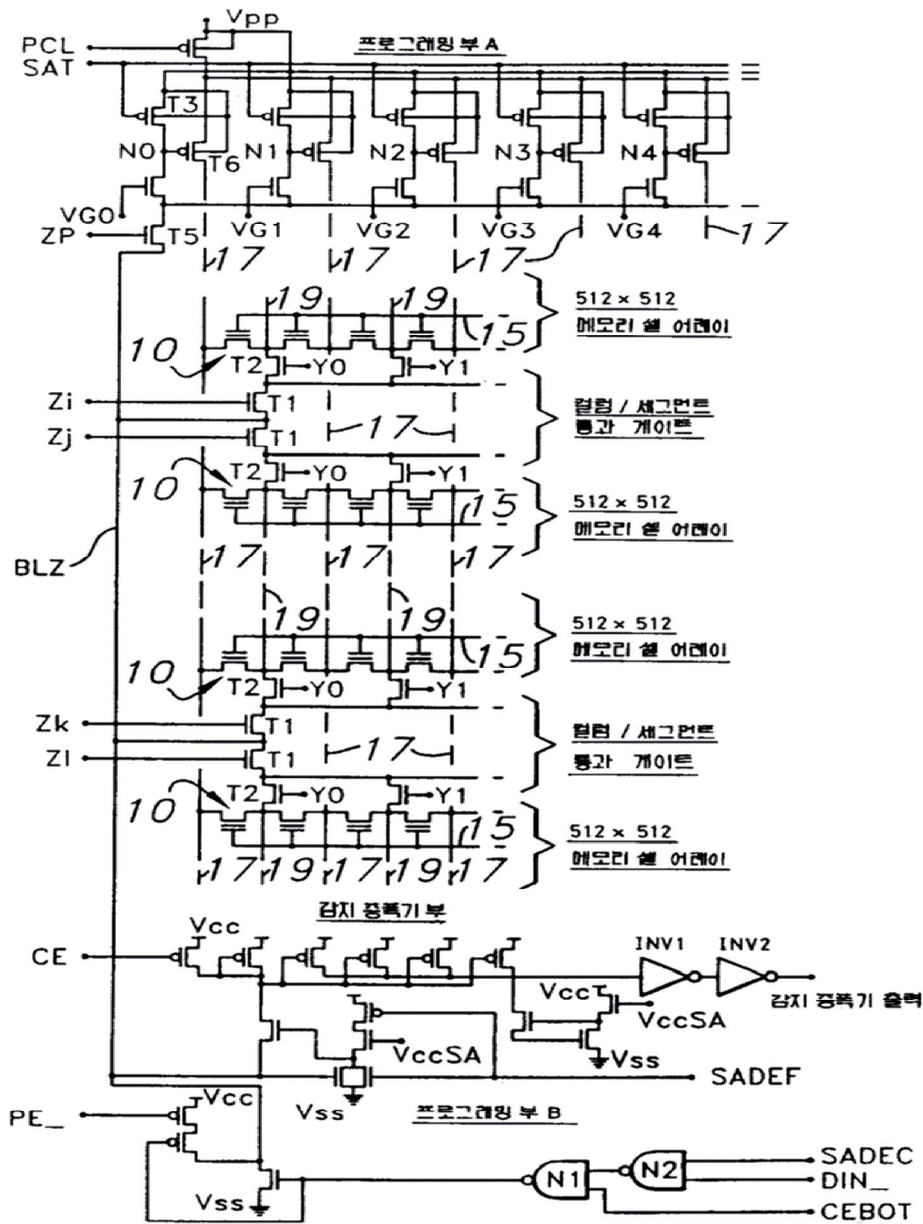 Vpp
PCL
프로그래밍 부 A
SAT
T3
N0
T6
N1
N2
N3
N4
VG0
VG1
VG2
VG3
VG4
ZP
T5
17
17
17
17
19
19
512 × 512
메모리 셀 어레이
15
10
T2
Y0
Y1
Zi
T1
컬럼 / 세그먼트
통과 게이트
17
Zj
T1
10
T2
Y0
Y1
512 × 512
메모리 셀 어레이
15
BLZ
17
17
17
19
19
512 × 512
메모리 셀 어레이
15
10
T2
Y0
Y1
Zk
T1
컬럼 / 세그먼트
통과 게이트
17
Zl
T1
10
T2
Y0
Y1
512 × 512
메모리 셀 어레이
15
17
19
17
19
17
감지 증폭기 부
Vcc
CE
INV1
INV2
Vcc
VccSA
감지 증폭기 출력
VccSA
Vss
Vss
SADEF
프로그래밍 부 B
PE_
Vcc
Vss
N1
N2
SADEC
DIN_
CEBOT